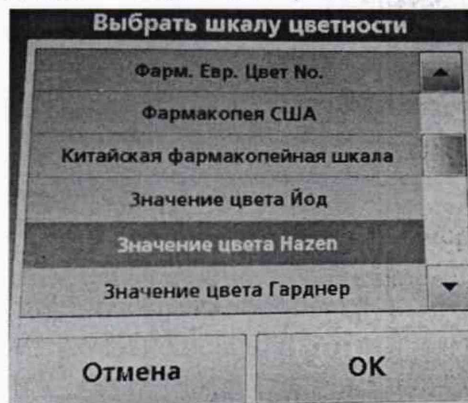 Выбрать шкалу цветности
Фарм. Евр. Цвет No.
Фармакопея США
Китайская фармакопейная шкала
Значение цвета Йод
Значение цвета Hazen
Значение цвета Гарднер
Отмена
OK